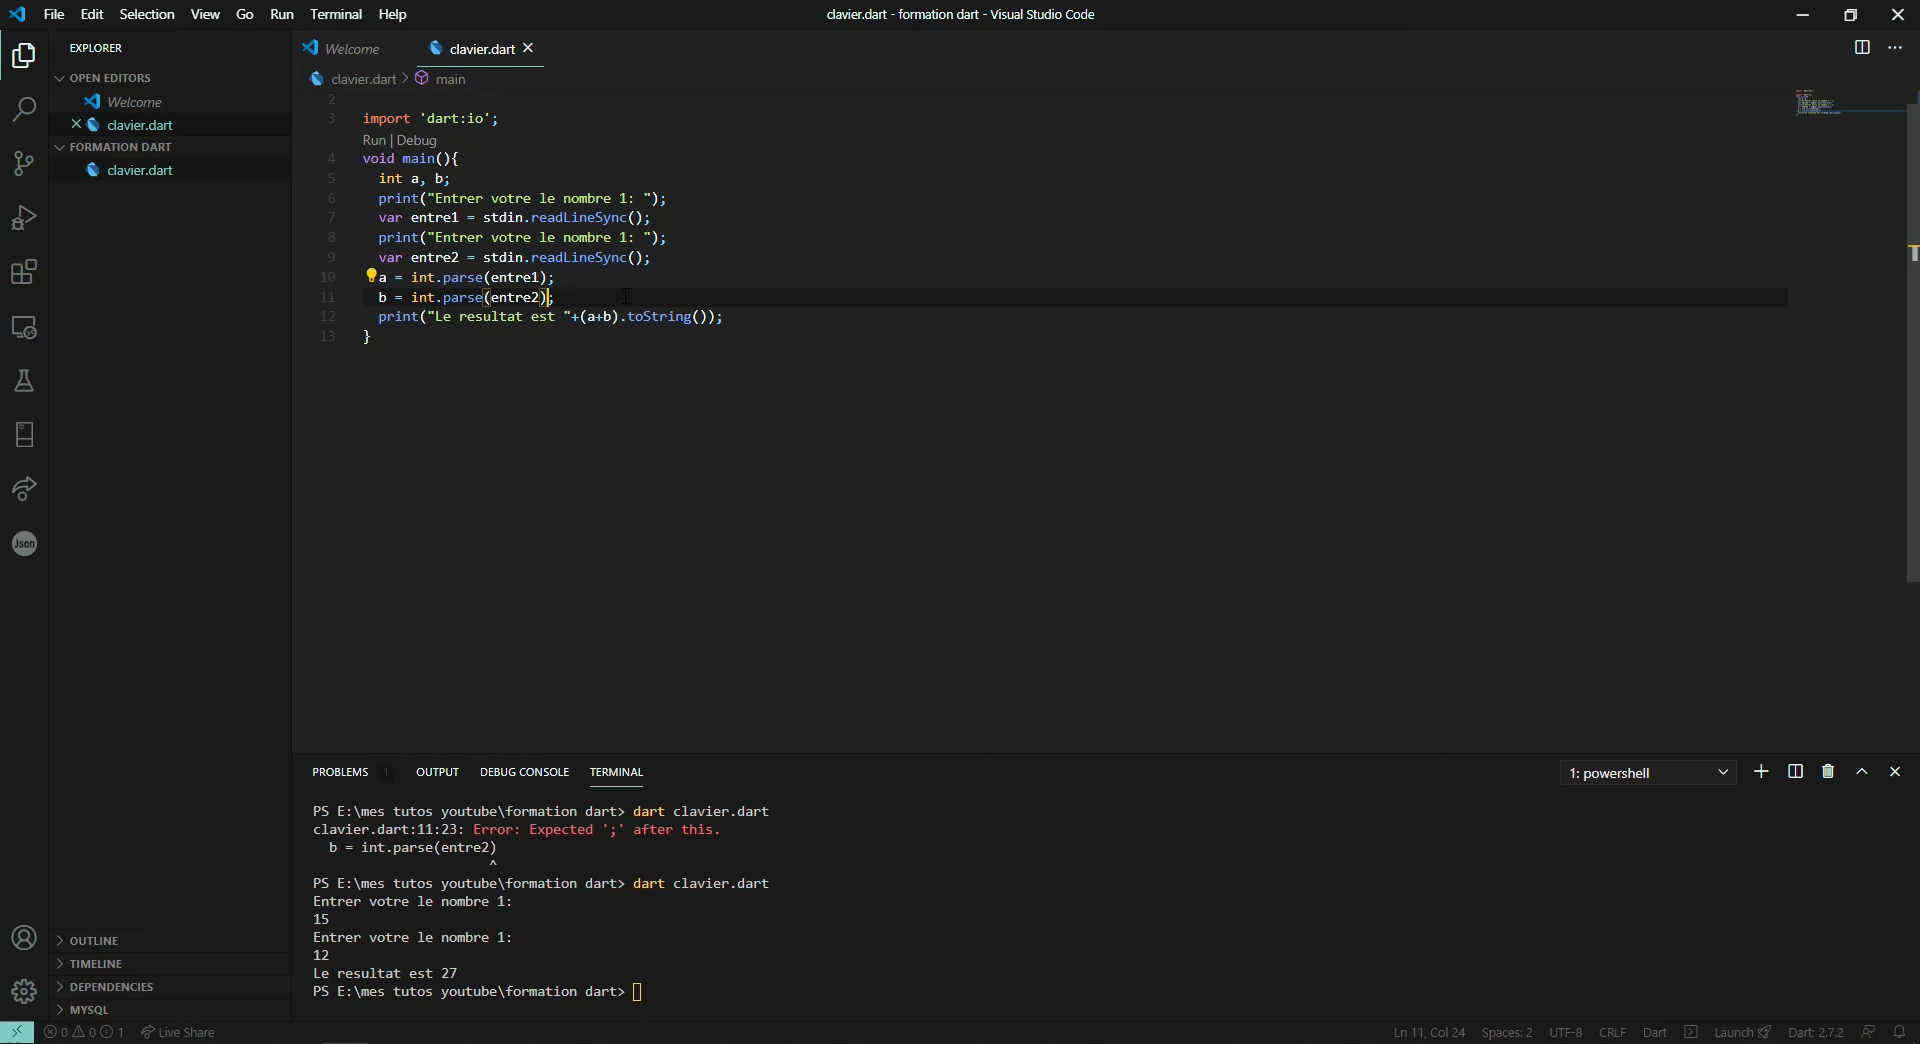 File Edit Selection View Go Run Terminal Help
clavier.dart - formation dart - Visual Studio Code
EXPLORER
OPEN EDITORS
Welcome
clavier.dart
FORMATION DART
clavier.dart
OUTLINE
TIMELINE
DEPENDENCIES
MYSQL
Json
Welcome
clavier.dart
clavier.dart > main
2
3 import 'dart:io';
Run | Debug
4 void main(){
5 int a, b;
6 print("Entrer votre le nombre 1: ");
7 var entre1 = stdin.readLineSync();
8 print("Entrer votre le nombre 1: ");
9 var entre2 = stdin.readLineSync();
10 a = int.parse(entre1);
11 b = int.parse(entre2);
12 print("Le resultat est "+(a+b).toString());
13 }
PROBLEMS 1 OUTPUT DEBUG CONSOLE TERMINAL
1: powershell
PS E:\mes tutos youtube\formation dart> dart clavier.dart
clavier.dart:11:23: Error: Expected ';' after this.
b = int.parse(entre2)
^
PS E:\mes tutos youtube\formation dart> dart clavier.dart
Entrer votre le nombre 1:
15
Entrer votre le nombre 1:
12
Le resultat est 27
PS E:\mes tutos youtube\formation dart>
0 0 1 Live Share
Ln 11, Col 24 Spaces: 2 UTF-8 CRLF Dart Launch Dart: 2.7.2